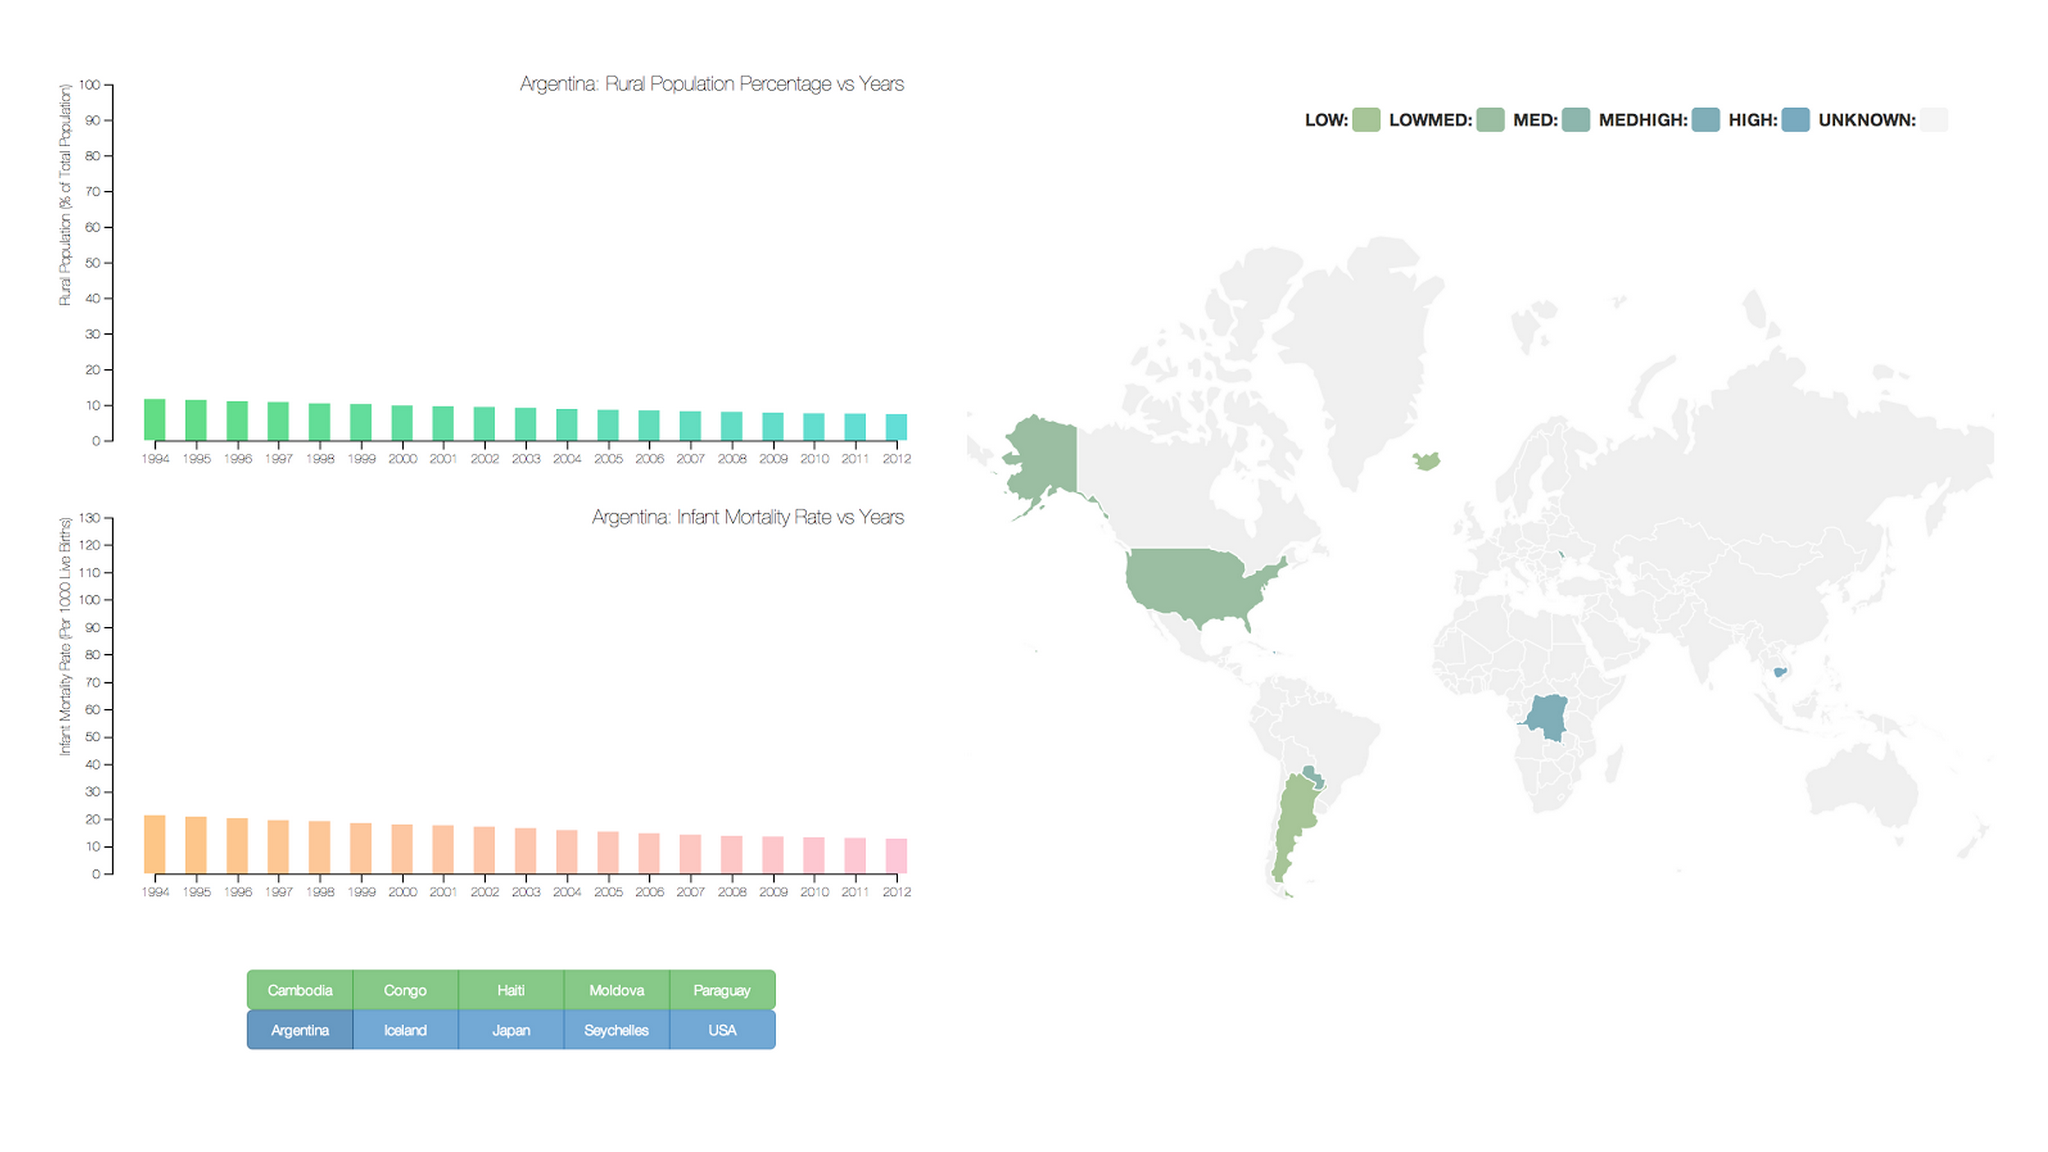 Argentina: Rural Population Percentage vs Years
Rural Population (% of Total Population)
100
90
80
70
60
50
40
30
20
10
0
1994 1995 1996 1997 1998 1999 2000 2001 2002 2003 2004 2005 2006 2007 2008 2009 2010 2011 2012
Argentina: Infant Mortality Rate vs Years
Infant Mortality Rate (Per 1000 Live Births)
130
120
110
100
90
80
70
60
50
40
30
20
10
0
1994 1995 1996 1997 1998 1999 2000 2001 2002 2003 2004 2005 2006 2007 2008 2009 2010 2011 2012
Cambodia Congo Haiti Moldova Paraguay
Argentina Iceland Japan Seychelles USA
LOW: LOWMED: MED: MEDHIGH: HIGH: UNKNOWN: